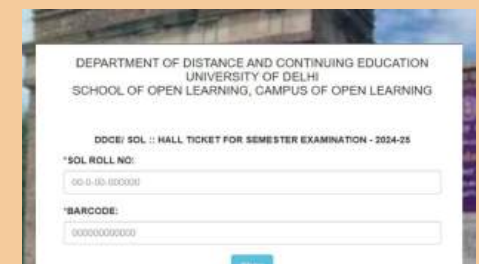 DEPARTMENT OF DISTANCE AND CONTINUING EDUCATION
UNIVERSITY OF DELHI
SCHOOL OF OPEN LEARNING, CAMPUS OF OPEN LEARNING
DDCE/ SOL :: HALL TICKET FOR SEMESTER EXAMINATION - 2024-25
*SOL ROLL NO:
00-0-00-000000
*BARCODE:
000000000000